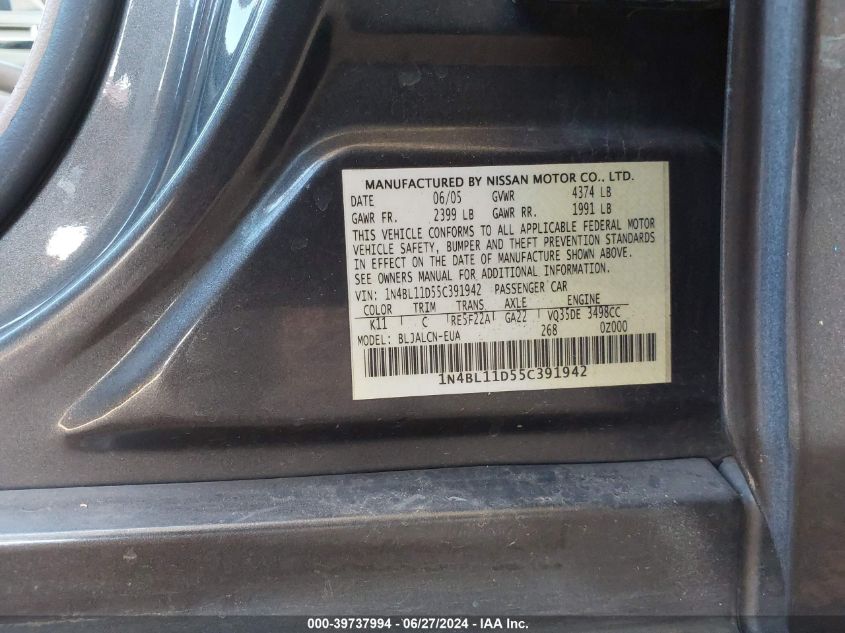 MANUFACTURED BY NISSAN MOTOR CO., LTD.
DATE 06/05 GVWR 4374 LB
GAWR FR. 2399 LB GAWR RR. 1991 LB
THIS VEHICLE CONFORMS TO ALL APPLICABLE FEDERAL MOTOR
VEHICLE SAFETY, BUMPER AND THEFT PREVENTION STANDARDS
IN EFFECT ON THE DATE OF MANUFACTURE SHOWN ABOVE.
SEE OWNERS MANUAL FOR ADDITIONAL INFORMATION.
VIN: 1N4BL11D55C391942 PASSENGER CAR
COLOR TRIM TRANS AXLE ENGINE
K11 C RE5F22A GA22 VQ35DE 3498CC
MODEL: BLJALCN-EUA 268 0Z000
1N4BL11D55C391942
000-39737994 - 06/27/2024 - IAA Inc.